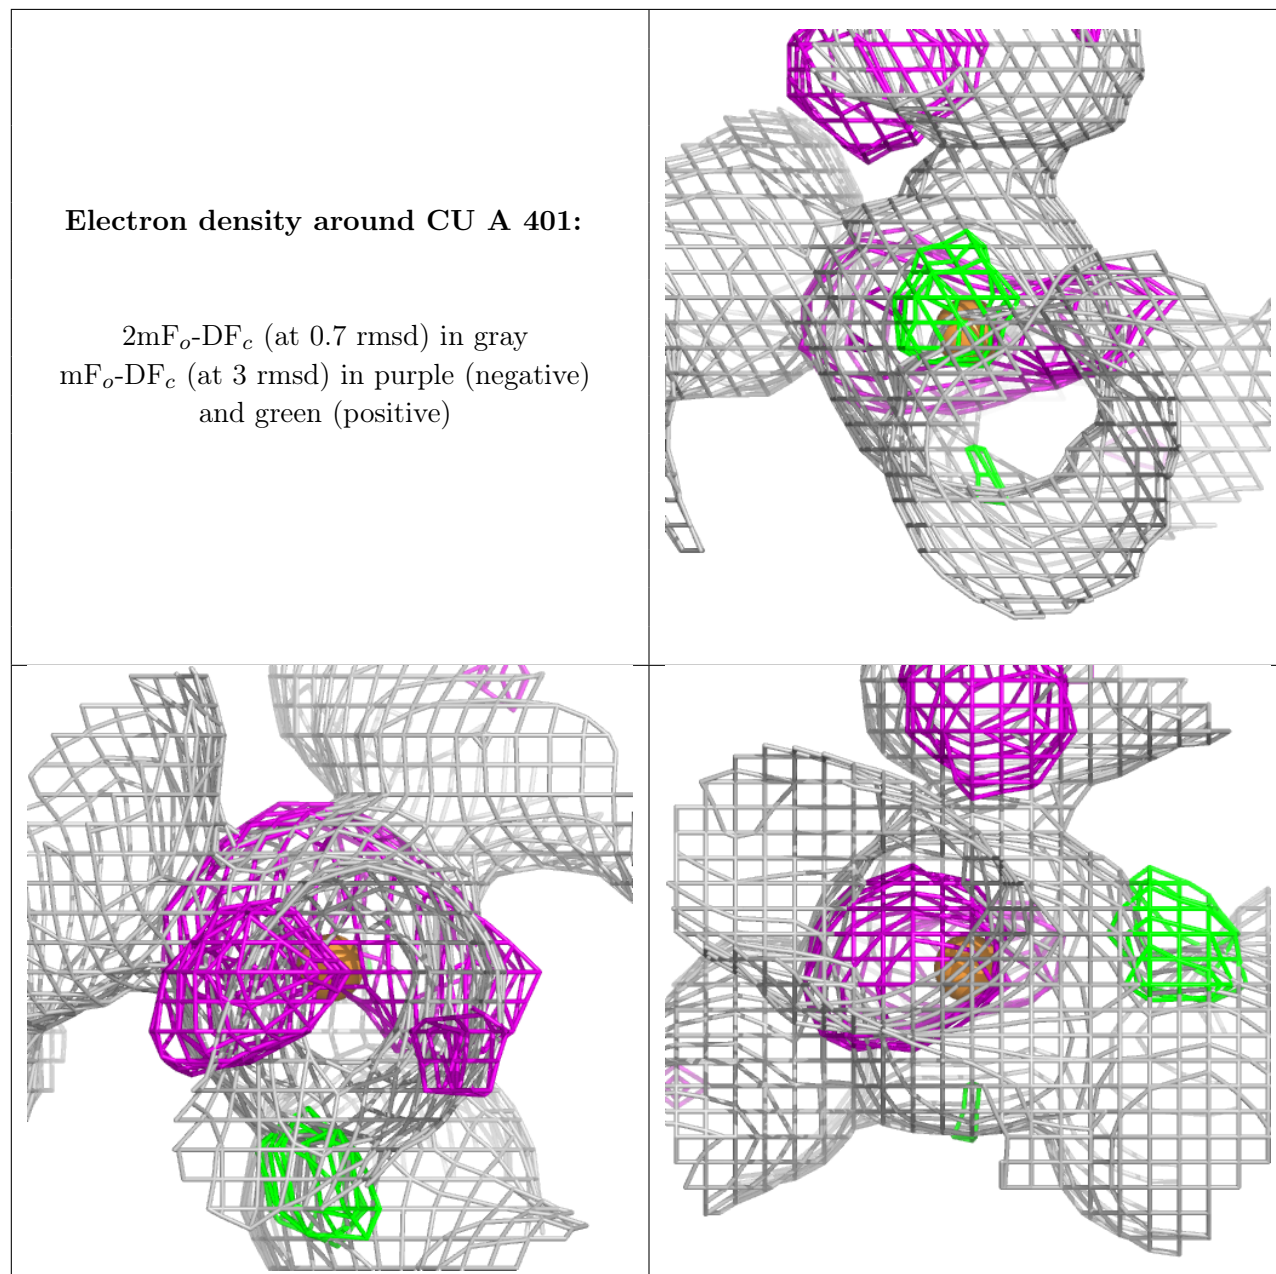 Electron density around CU A 401:
2mFo-DFc (at 0.7 rmsd) in gray
mFo-DFc (at 3 rmsd) in purple (negative)
and green (positive)